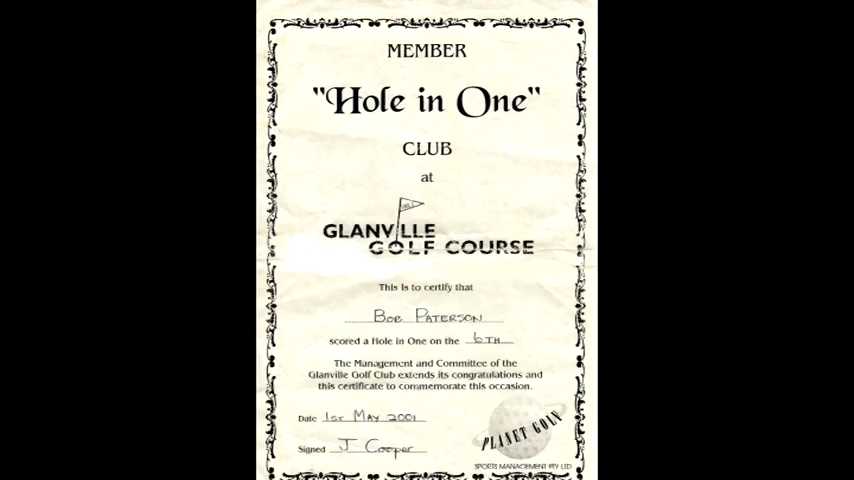 MEMBER
"Hole in One"
CLUB
at
GLANVILLE
GOLF COURSE
This is to certify that
BOB PATERSON
scored a Hole in One on the 6TH
The Management and Committee of the
Glanville Golf Club extends its congratulations and
this certificate to commemorate this occasion.
Date 1ST MAY 2001
Signed J Cooper
PLANET GOLF
SPORTS MANAGEMENT PTY LTD